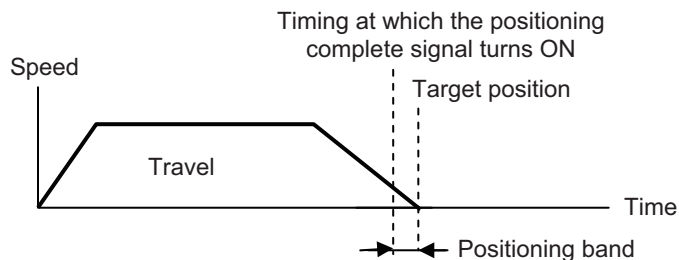 Timing at which the positioning
complete signal turns ON
Speed
Target position
Travel
Time
Positioning band